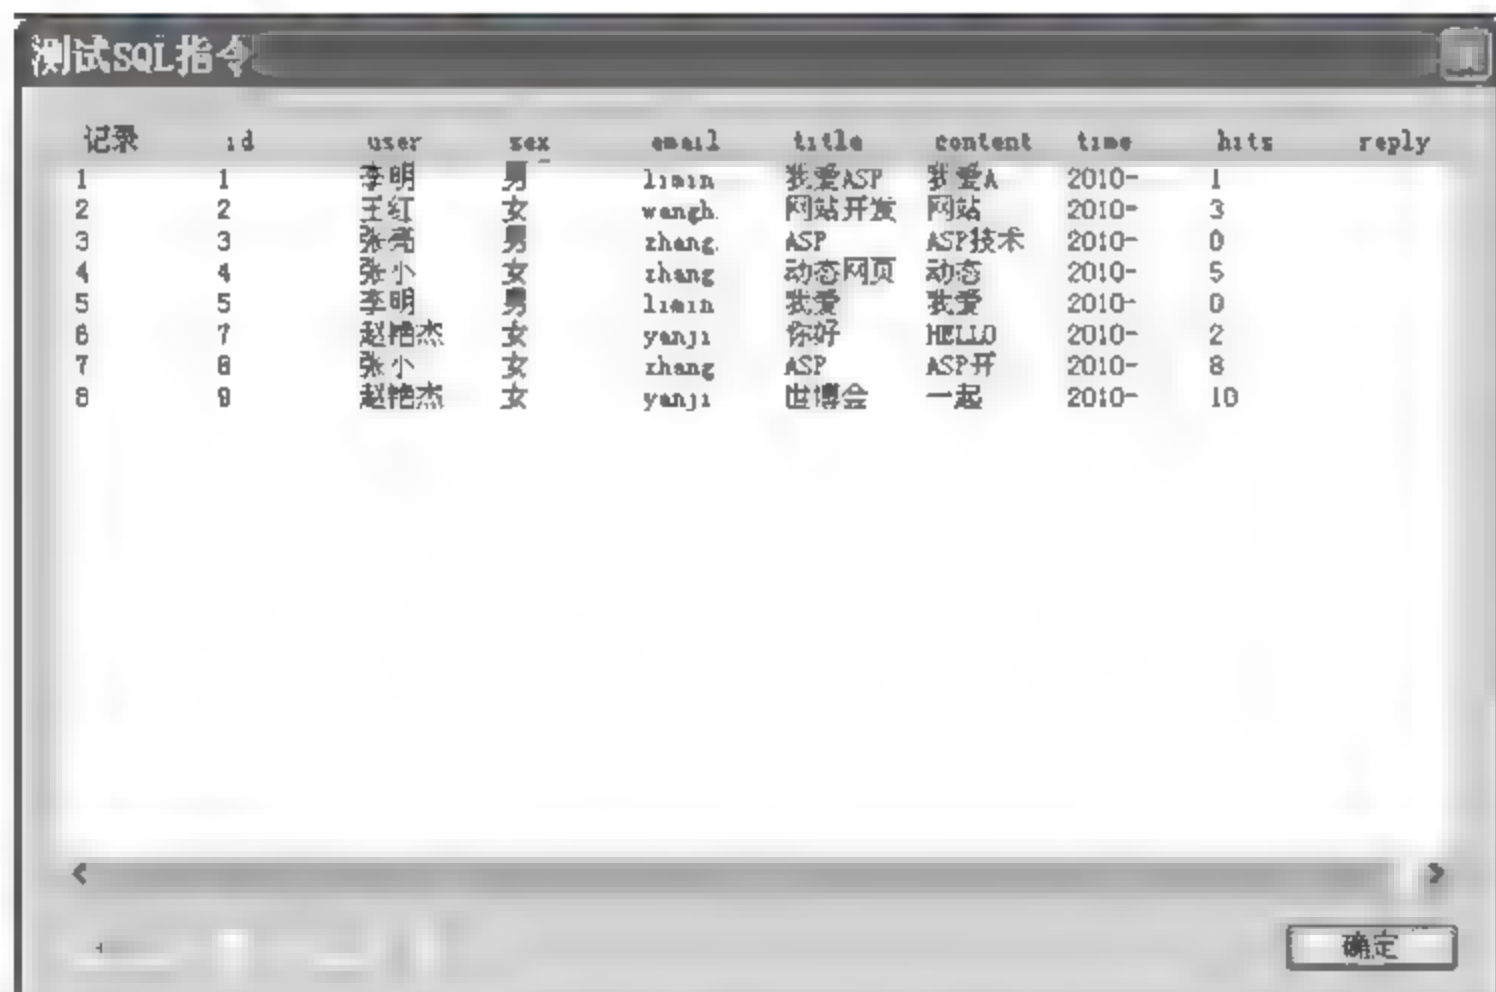 测试SQL指令
记录 id user sex email title content time hits reply
1 1 李明 男 limin 我爱ASP 我爱A 2010- 1
2 2 王红 女 wangh. 网站开发 网站 2010- 3
3 3 张亮 男 zhang. ASP ASP技术 2010- 0
4 4 张小 女 zhang 动态网页 动态 2010- 5
5 5 李明 男 limin 我爱 我爱 2010- 0
6 7 赵艳杰 女 yanji 你好 HELLO 2010- 2
7 8 张小 女 zhang ASP ASP开 2010- 8
8 9 赵艳杰 女 yanji 世博会 一起 2010- 10
确定